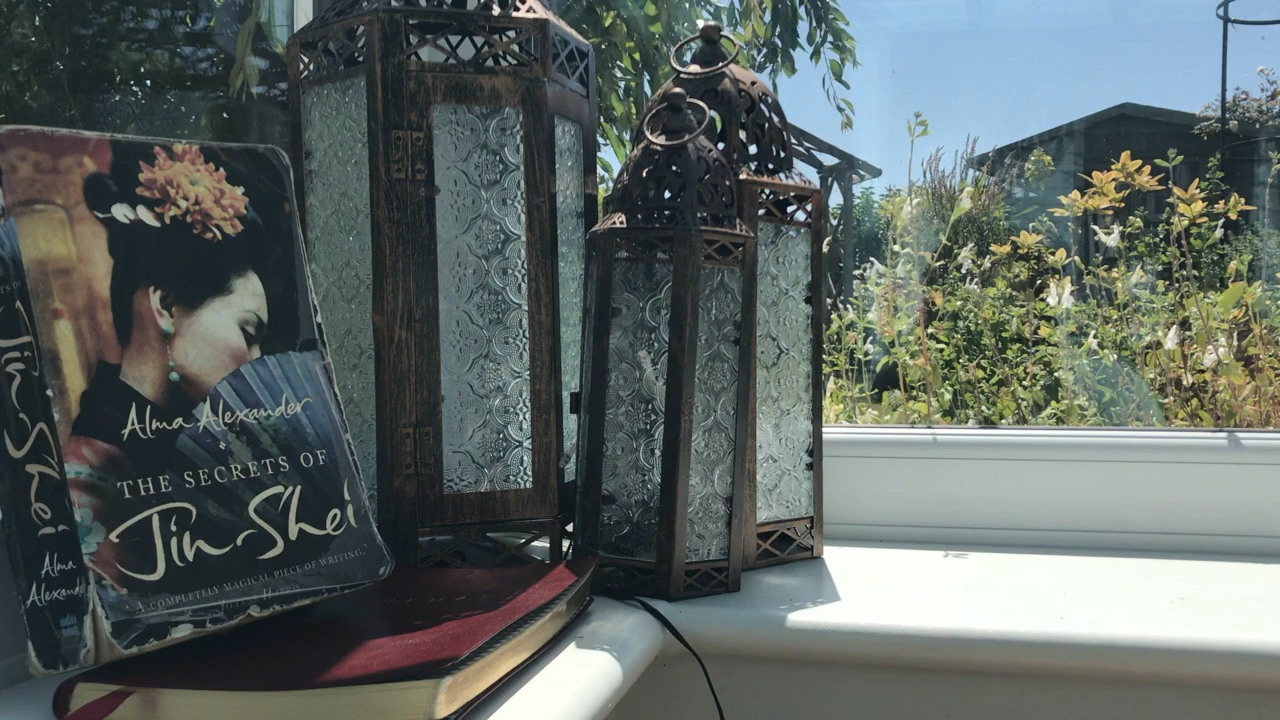 Jin-Shei
Alma
Alexander
Alma Alexander
THE SECRETS OF
Jin-Shei
'A COMPLETELY MAGICAL PIECE OF WRITING.'